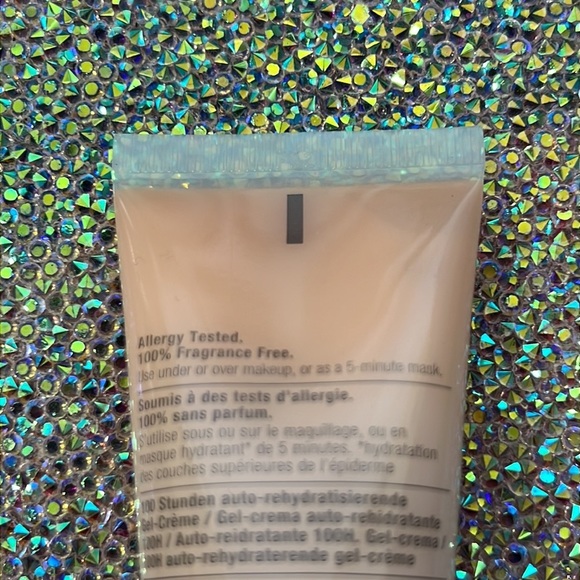 Allergy Tested.
100% Fragrance Free.
Use under or over makeup, or as a 5-minute mask.
Soumis à des tests d'allergie.
100% sans parfum.
S'utilise sous ou sur le maquillage, ou en
masque hydratant* de 5 minutes. *hydratation
des couches supérieures de l'épiderme
100 Stunden auto-rehydratisierende
Gel-Crème / Gel-crema auto-rehidratante
100H / Auto-reidratante 100H. Gel-crema /
100H auto-rehydraterende gel-crème